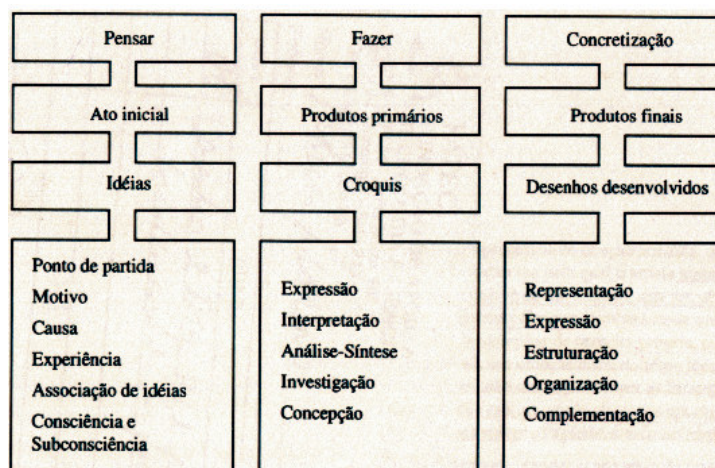 Pensar
Ato inicial
Idéias
Ponto de partida
Motivo
Causa
Experiência
Associação de idéias
Consciência e
Subconsciência
Fazer
Produtos primários
Croquis
Expressão
Interpretação
Análise-Síntese
Investigação
Concepção
Concretização
Produtos finais
Desenhos desenvolvidos
Representação
Expressão
Estruturação
Organização
Complementação